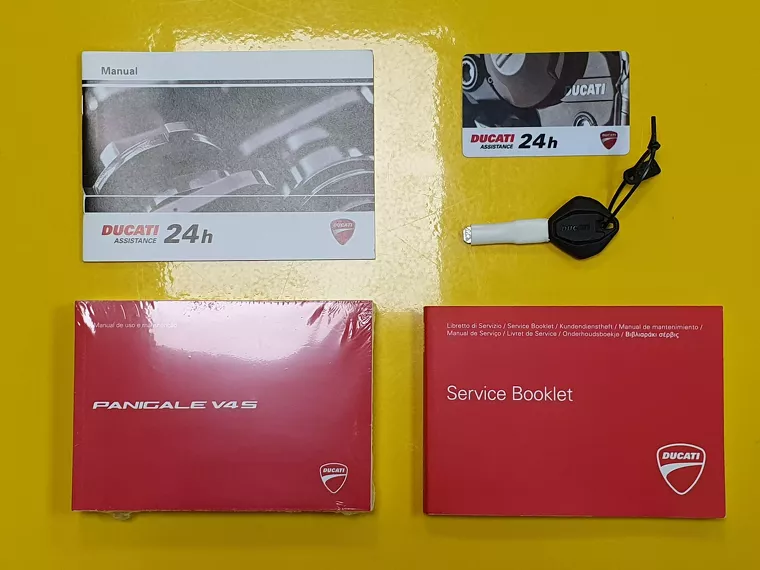 Manual
DUCATI
ASSISTANCE
24h
DUCATI
DUCATI
ASSISTANCE
24h
DUCATI
Manual de uso e
PANIGALE V4 S
DUCATI
Libretto di Servizio / Service Booklet / Kundendienstheft / Manual de mantenimiento /
Manual de Serviço / Livret de Service / Onderhoudsboekje / Βιβλιαράκι σέρβις
Service Booklet
DUCATI